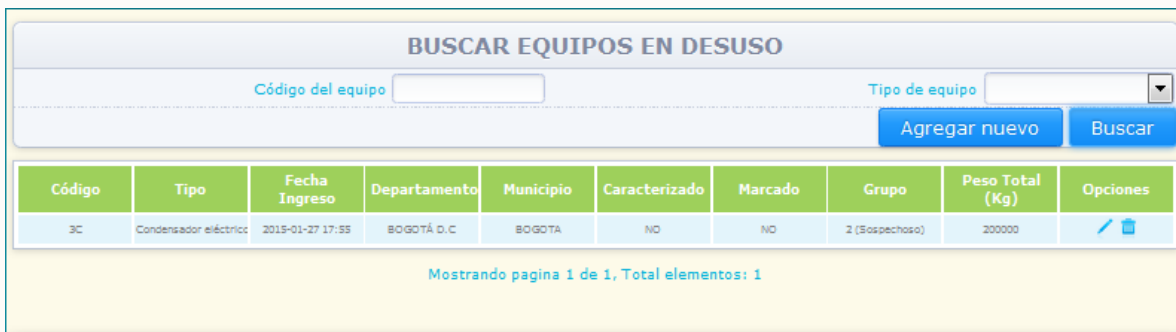 BUSCAR EQUIPOS EN DESUSO
Código del equipo Tipo de equipo
Agregar nuevo Buscar
Código Tipo Fecha Ingreso Departamento Municipio Caracterizado Marcado Grupo Peso Total (Kg) Opciones
3C Condensador eléctrico 2015-01-27 17:55 BOGOTÁ D.C BOGOTA NO NO 2 (Sospechoso) 200000
Mostrando pagina 1 de 1, Total elementos: 1